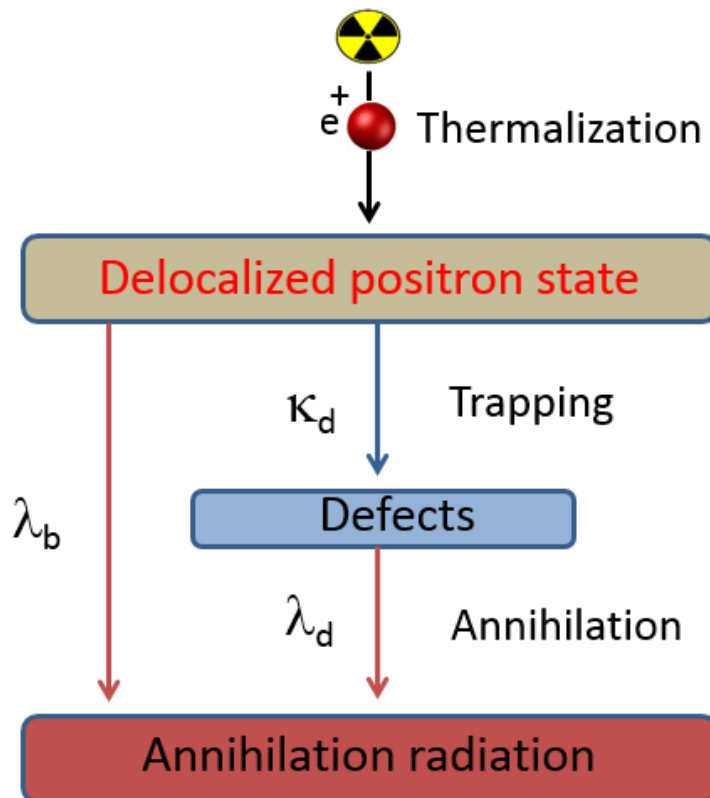 e+
Thermalization
Delocalized positron state
κd
Trapping
Defects
λb
λd
Annihilation
Annihilation radiation